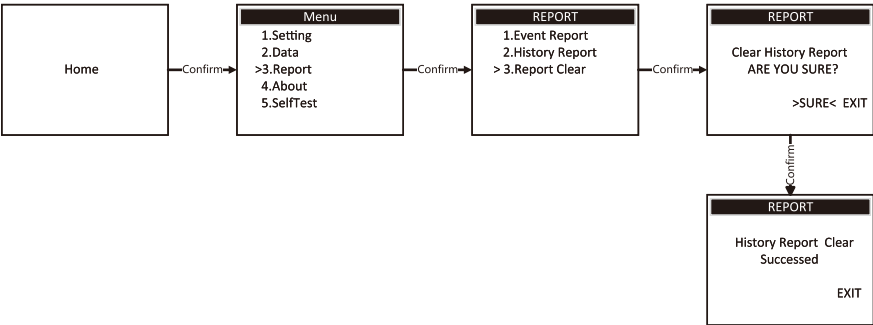 Home
Confirm
Menu
1.Setting
2.Data
>3.Report
4.About
5.SelfTest
Confirm
REPORT
1.Event Report
2.History Report
> 3.Report Clear
Confirm
REPORT
Clear History Report
ARE YOU SURE?
>SURE< EXIT
Confirm
REPORT
History Report Clear
Successed
EXIT